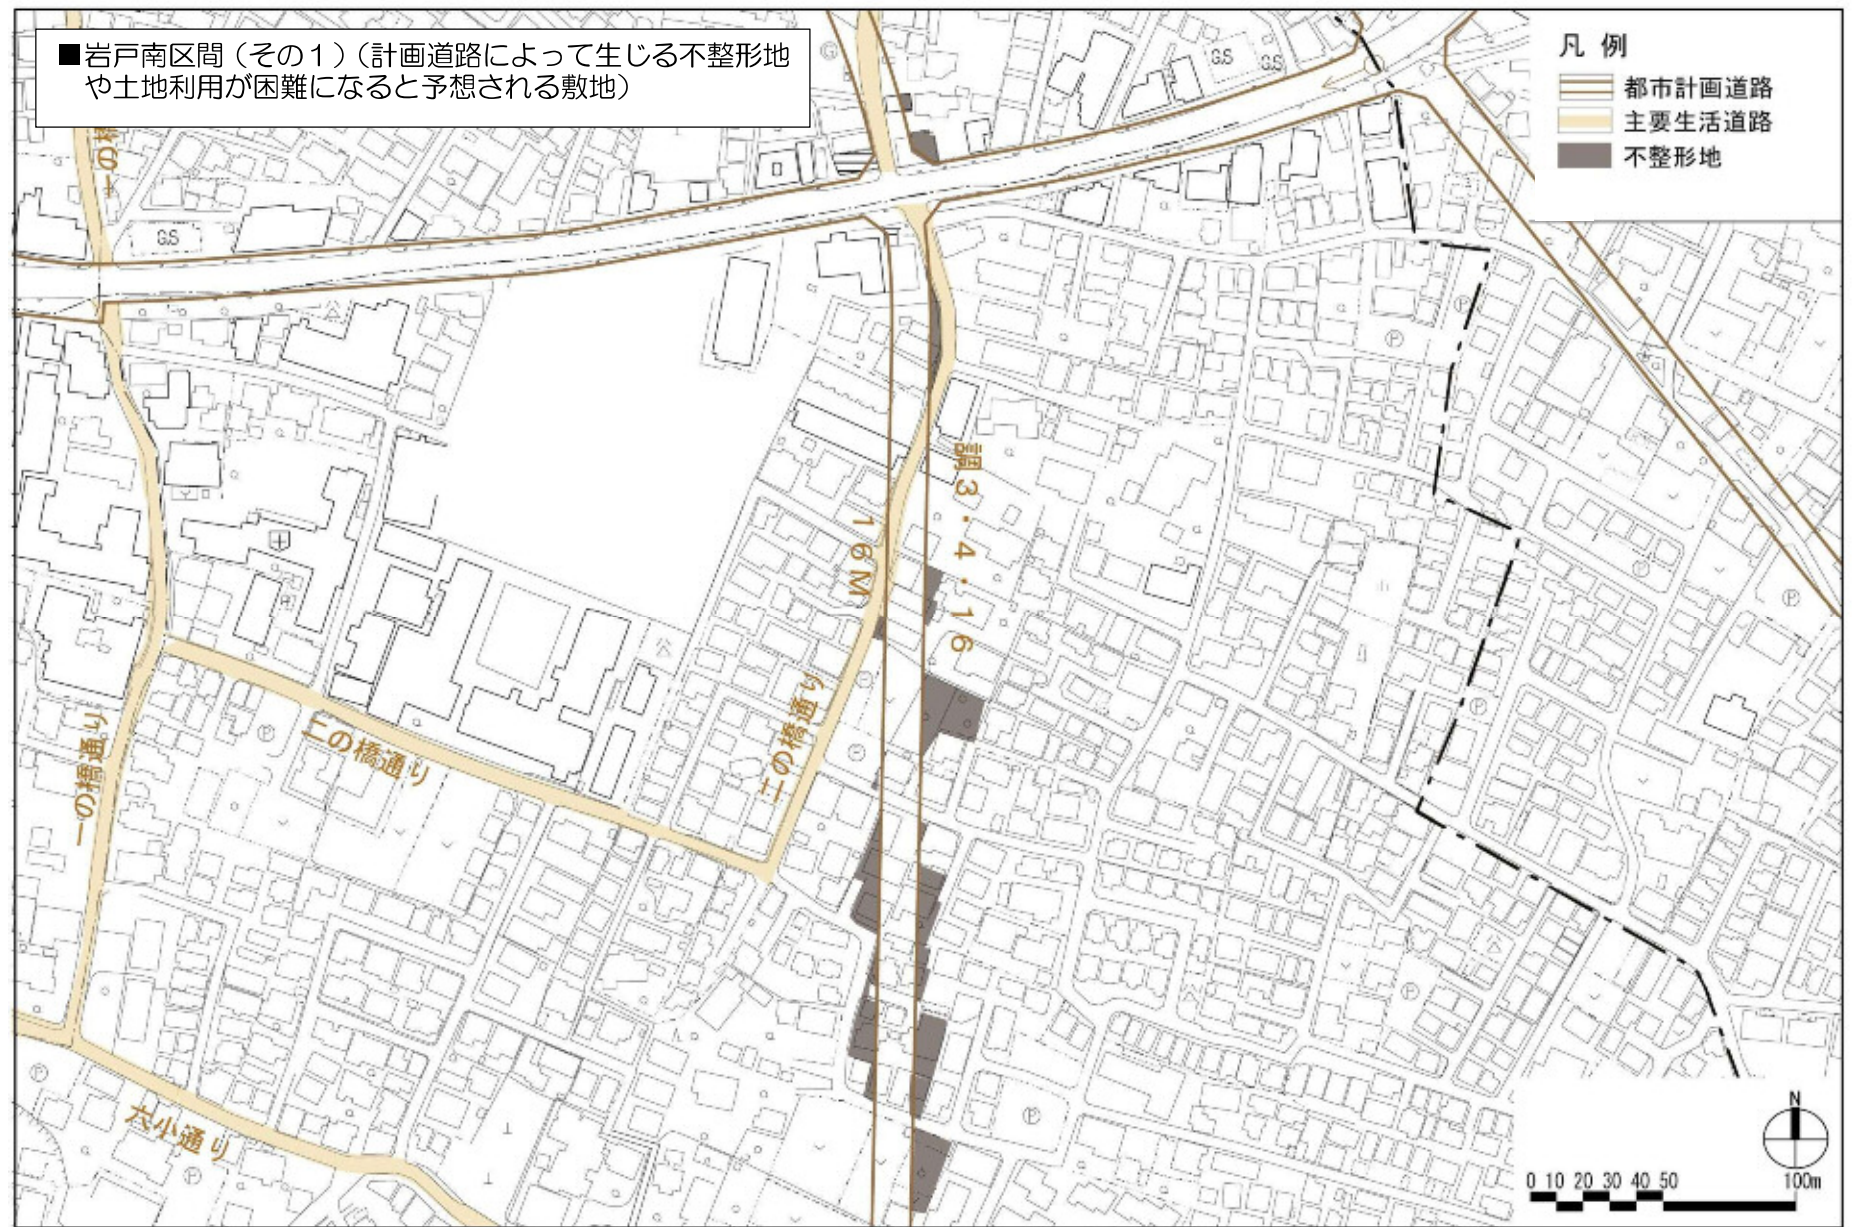 ■岩戸南区間（その１）（計画道路によって生じる不整形地
や土地利用が困難になると予想される敷地）
凡 例
都市計画道路
主要生活道路
不整形地
G.S
G.S
G.S
一の橋
調３・４・１６
１６Ｍ
二の橋通り
二の橋通り
一の橋通り
六小通り
N
0 10 20 30 40 50 100m